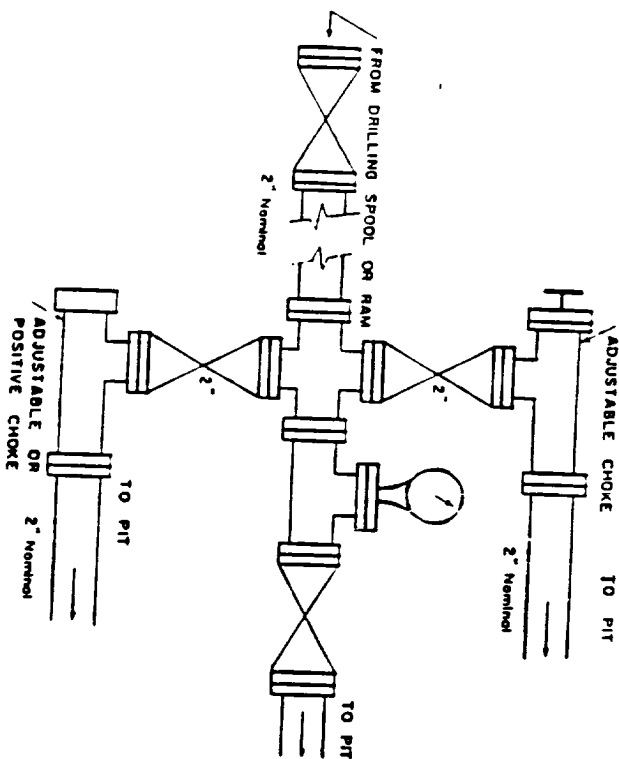 FROM DRILLING SPOOL OR RAM
2" Nominal
ADJUSTABLE CHOKE
TO PIT
2" Nominal
2"
2"
ADJUSTABLE OR
POSITIVE CHOKE
TO PIT
2" Nominal
TO PIT